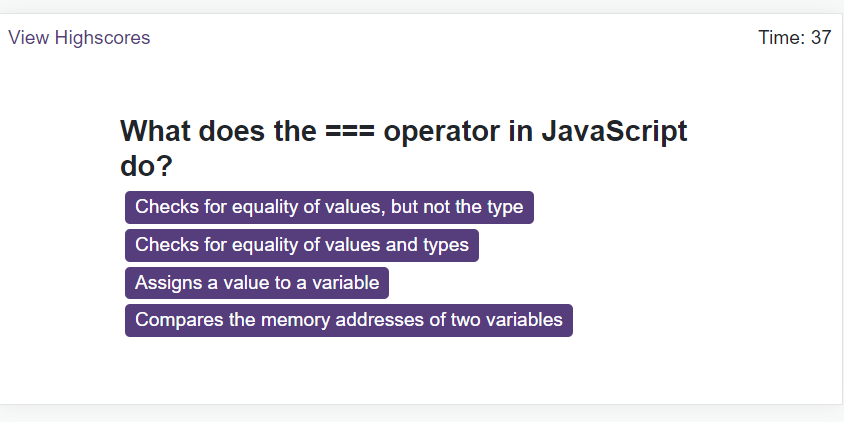 View Highscores
Time: 37
What does the === operator in JavaScript
do?
Checks for equality of values, but not the type
Checks for equality of values and types
Assigns a value to a variable
Compares the memory addresses of two variables